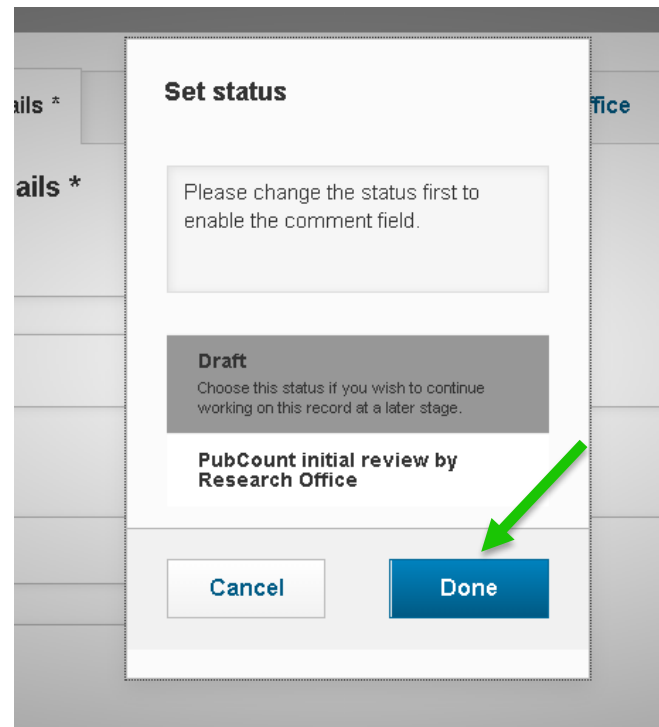 Set status
ails *
ffice
ails *
Please change the status first to
enable the comment field.
Draft
Choose this status if you wish to continue
working on this record at a later stage.
PubCount initial review by
Research Office
Cancel
Done